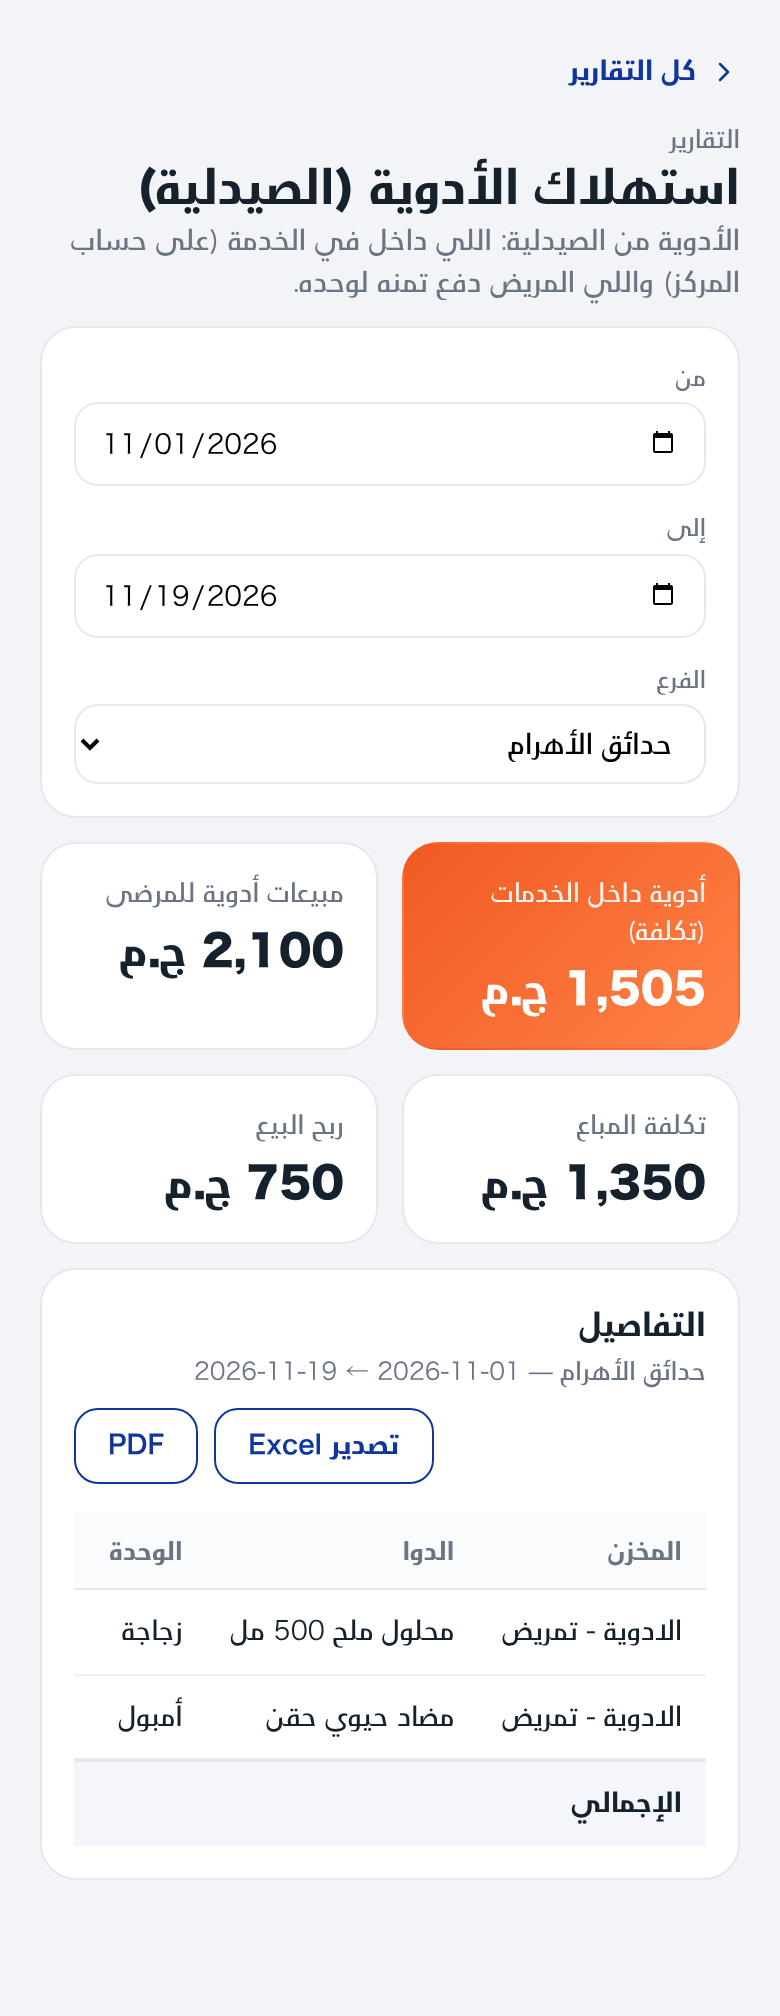 كل التقارير
التقارير
استهلاك الأدوية (الصيدلية)
الأدوية من الصيدلية: اللي داخل في الخدمة (على حساب
المركز) واللي المريض دفع تمنه لوحده.
من
11/01/2026
إلى
11/19/2026
الفرع
حدائق الأهرام
أدوية داخل الخدمات
(تكلفة)
1,505 ج.م
مبيعات أدوية للمرضى
2,100 ج.م
تكلفة المباع
1,350 ج.م
ربح البيع
750 ج.م
التفاصيل
حدائق الأهرام — 2026-11-01 ← 2026-11-19
تصدير Excel
PDF
المخزن الدوا الوحدة
الادوية - تمريض محلول ملح 500 مل زجاجة
الادوية - تمريض مضاد حيوي حقن أمبول
الإجمالي